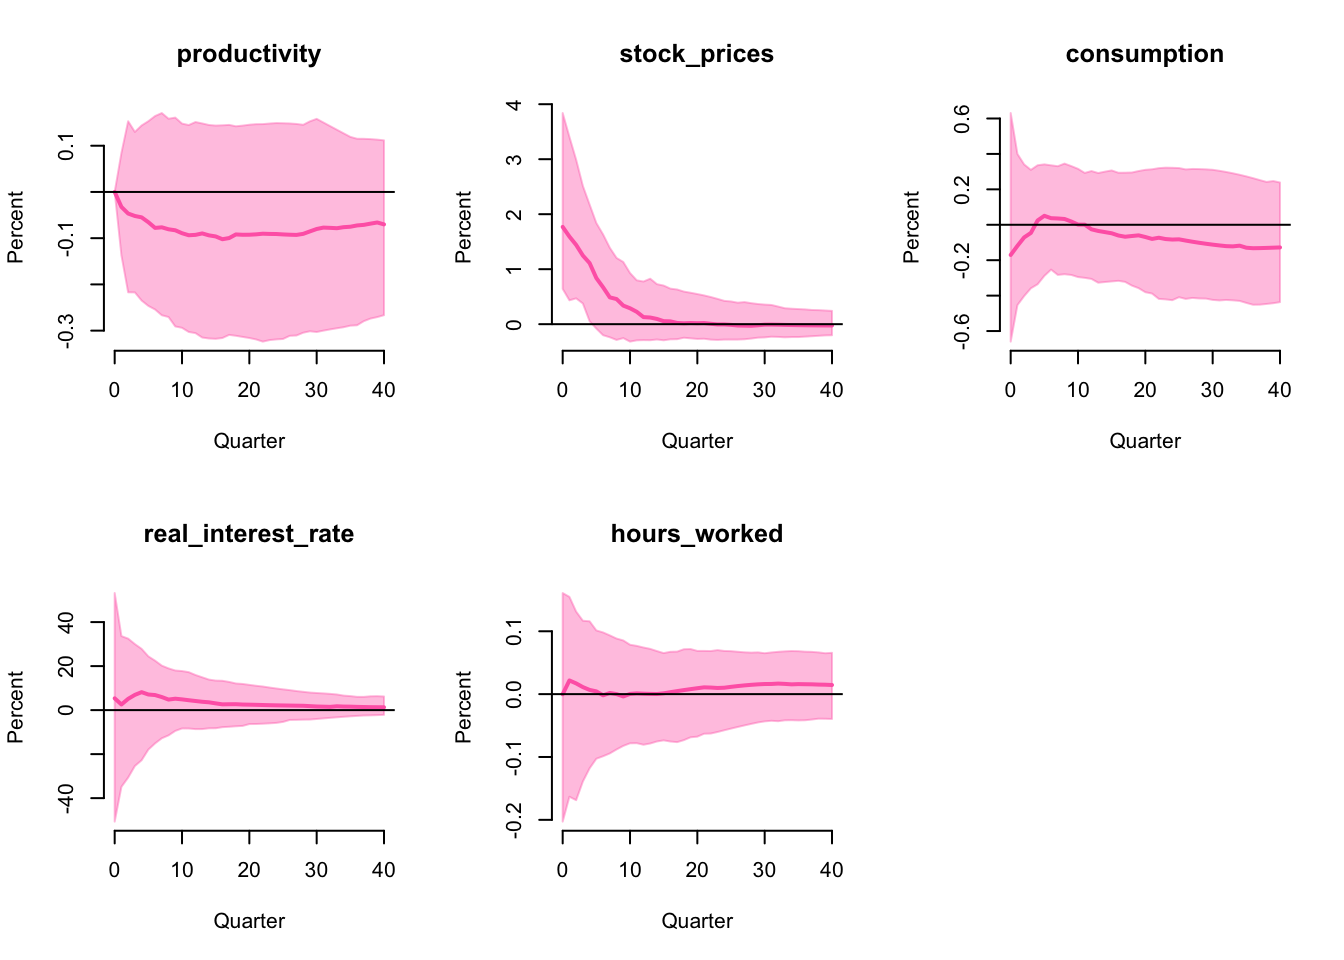 productivity
Percent
0.1
-0.1
-0.3
0 10 20 30 40
Quarter
stock_prices
Percent
4
3
2
1
0
0 10 20 30 40
Quarter
consumption
Percent
0.6
0.2
-0.2
-0.6
0 10 20 30 40
Quarter
real_interest_rate
Percent
40
20
0
-40
0 10 20 30 40
Quarter
hours_worked
Percent
0.1
0.0
-0.1
-0.2
0 10 20 30 40
Quarter